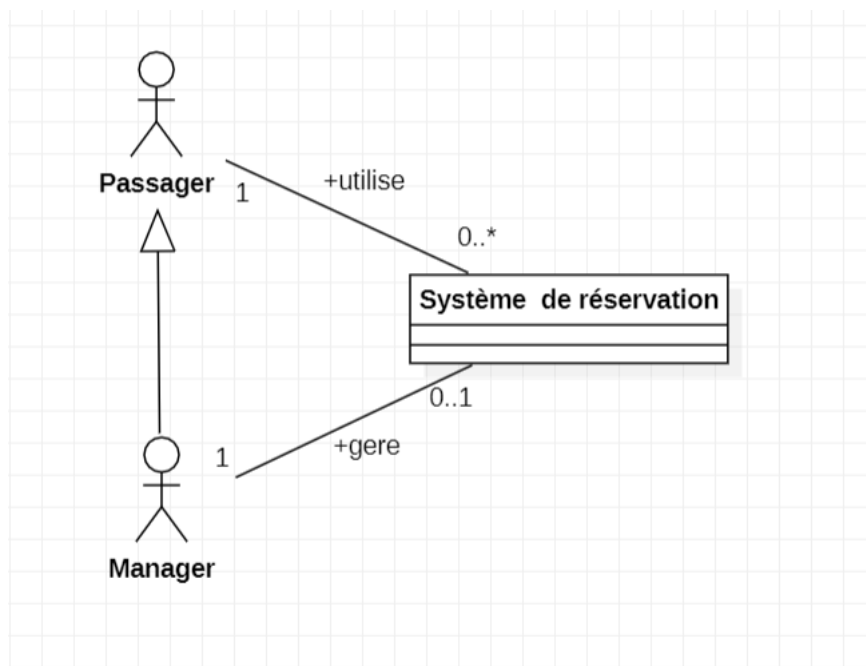 Passager
1
+utilise
0..*
Système de réservation
0..1
+gere
1
Manager